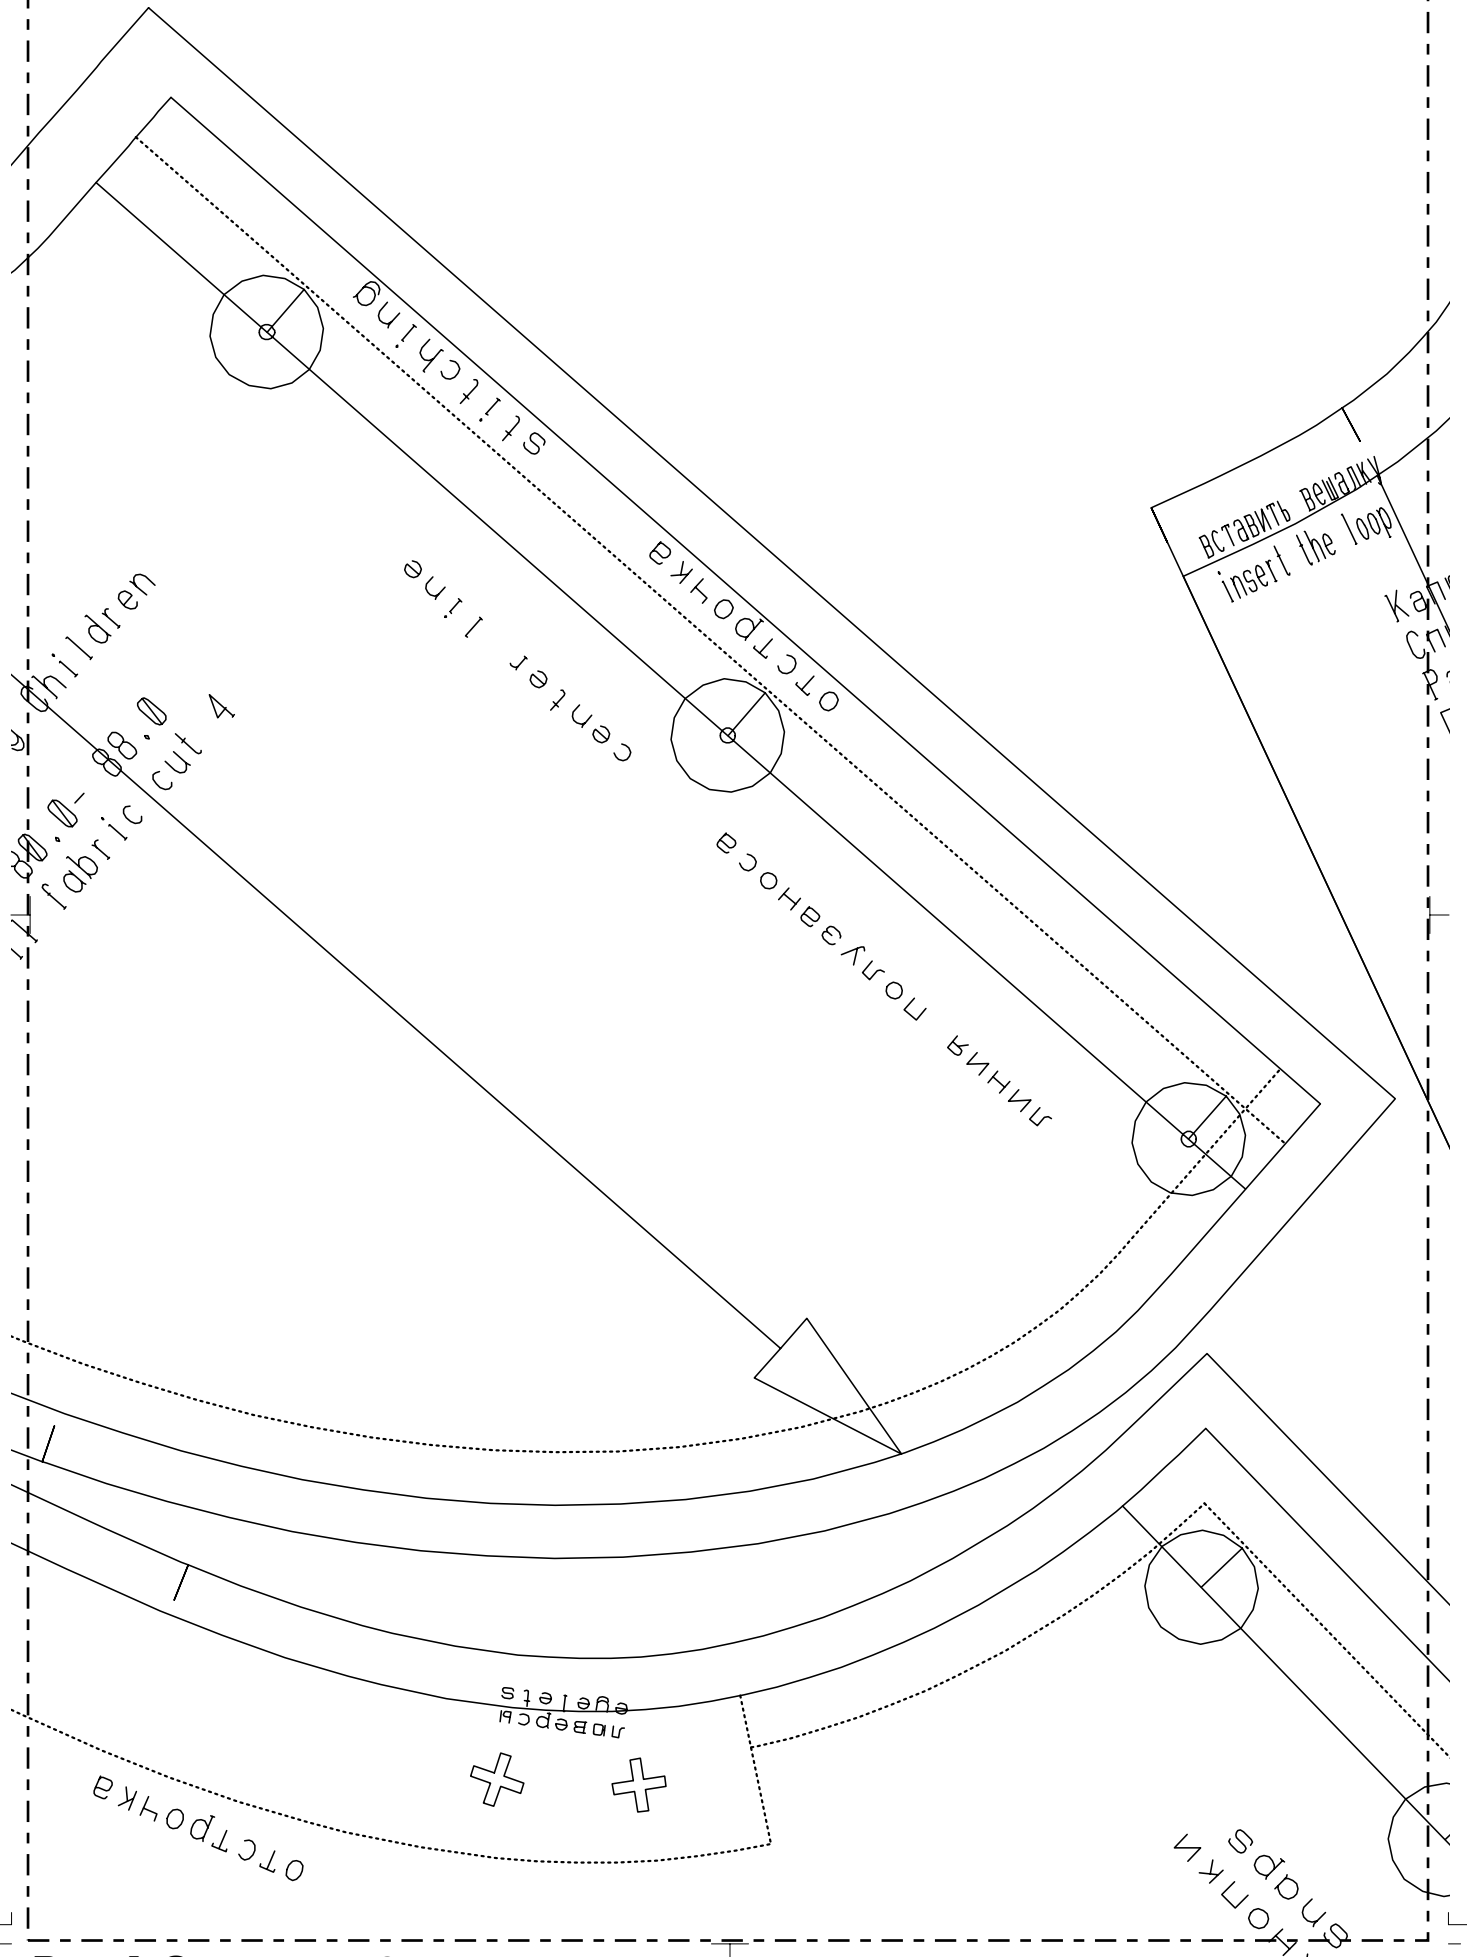 stitching
отстрочка
вставить вешалку
insert the loop
center line
Children
80.0- 88.0
fabric cut 4
линия полузаноса
eyelets
люверсы
отстрочка
snaps